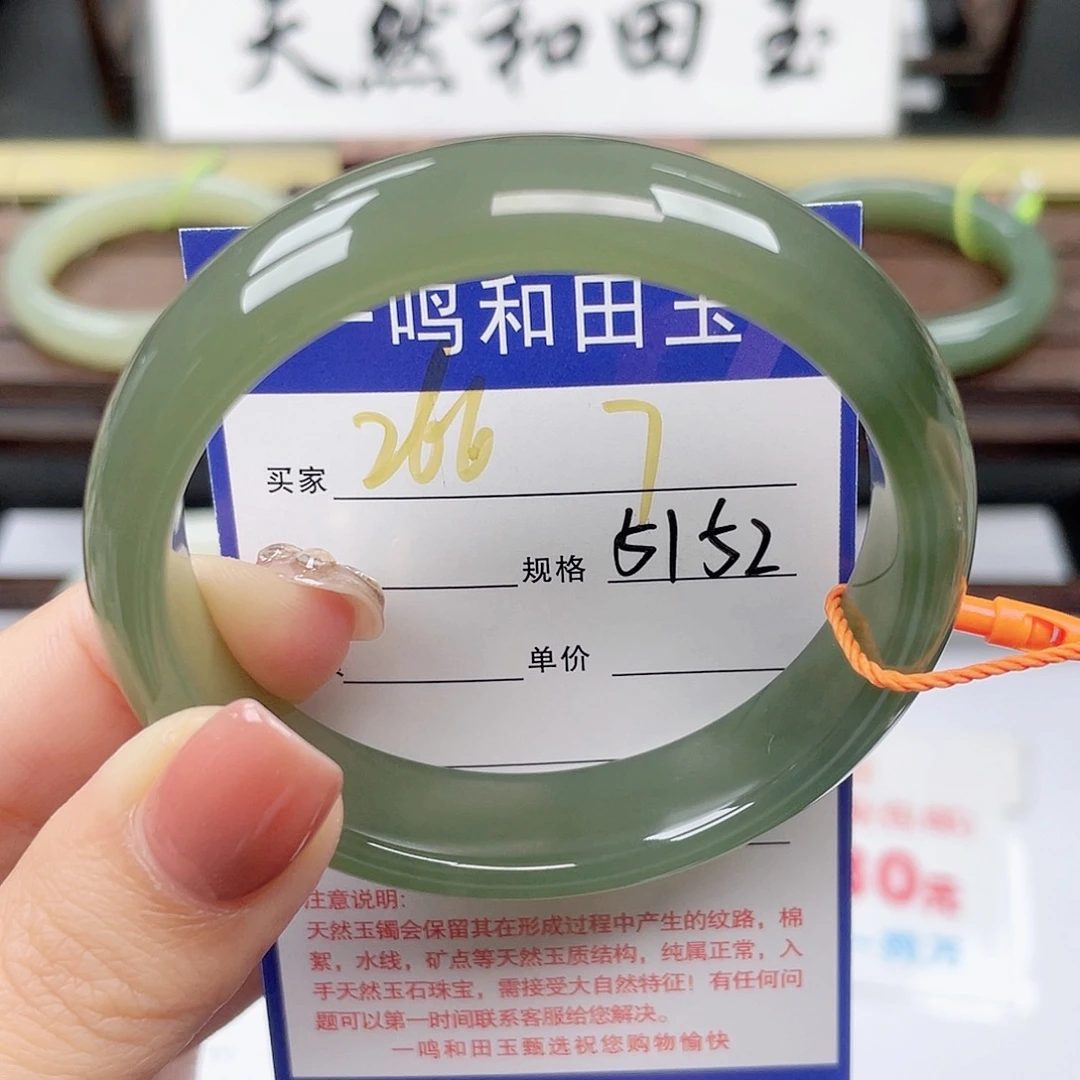 天然和田玉
一鸣和田玉
266 7
买家
规格 5152
单价
注意说明:
天然玉镯会保留其在形成过程中产生的纹路，棉
絮，水线，矿点等天然玉质结构，纯属正常，入
手天然玉石珠宝，需接受大自然特征！有任何问
题可以第一时间联系客服给您解决。
一鸣和田玉甄选祝您购物愉快